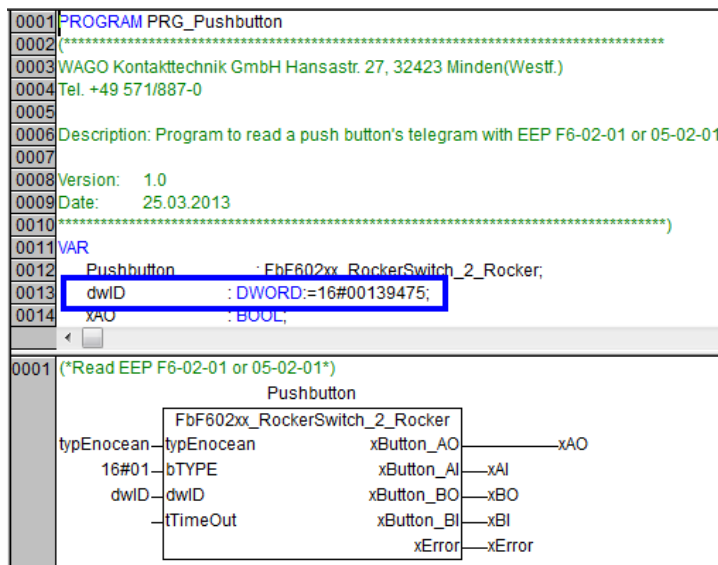 0001 PROGRAM PRG_Pushbutton
0002 (**************************************************************************************
0003 WAGO Kontakttechnik GmbH Hansastr. 27, 32423 Minden(Westf.)
0004 Tel. +49 571/887-0
0005
0006 Description: Program to read a push button's telegram with EEP F6-02-01 or 05-02-01
0007
0008 Version: 1.0
0009 Date: 25.03.2013
0010 ***************************************************************************************)
0011 VAR
0012 Pushbutton : FbF602xx_RockerSwitch_2_Rocker;
0013 dwID : DWORD:=16#00139475;
0014 xAO : BOOL;
0001 (*Read EEP F6-02-01 or 05-02-01*)
Pushbutton
FbF602xx_RockerSwitch_2_Rocker
typEnocean typEnocean xButton_AO xAO
16#01 bTYPE xButton_AI xAI
dwID dwID xButton_BO xBO
tTimeOut xButton_BI xBI
xError xError